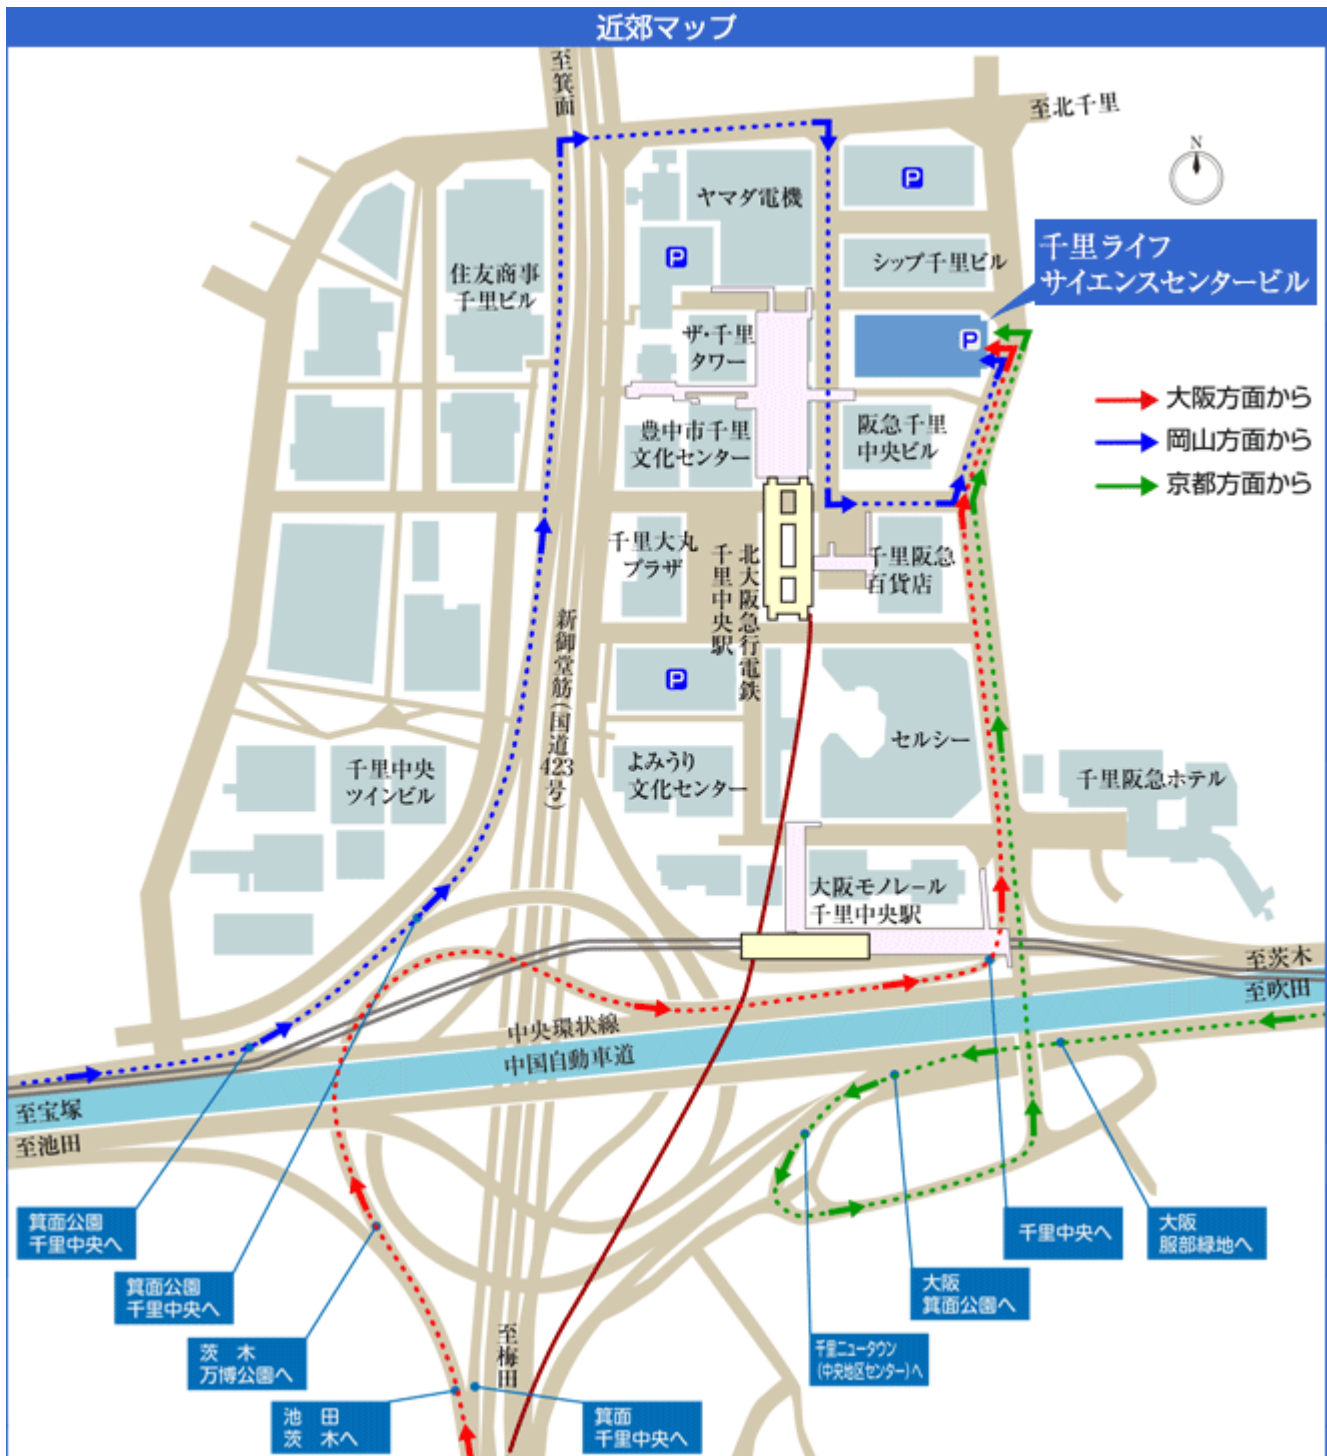 近郊マップ
至箕面
至北千里
N
P
ヤマダ電機
千里ライフ
サイエンスセンタービル
住友商事
千里ビル
P
シップ千里ビル
ザ・千里
タワー
P
大阪方面から
岡山方面から
京都方面から
豊中市千里
文化センター
阪急千里
中央ビル
千里大丸
プラザ
北大阪急行電鉄
千里中央駅
千里阪急
百貨店
新御堂筋(国道423号)
P
セルシー
千里中央
ツインビル
よみうり
文化センター
千里阪急ホテル
大阪モノレール
千里中央駅
至茨木
至吹田
中央環状線
中国自動車道
至宝塚
至池田
箕面公園
千里中央へ
箕面公園
千里中央へ
茨 木
万博公園へ
池 田
茨 木へ
至梅田
箕面
千里中央へ
千里ニュータウン
(中央地区センター)へ
大阪
箕面公園へ
千里中央へ
大阪
服部緑地へ